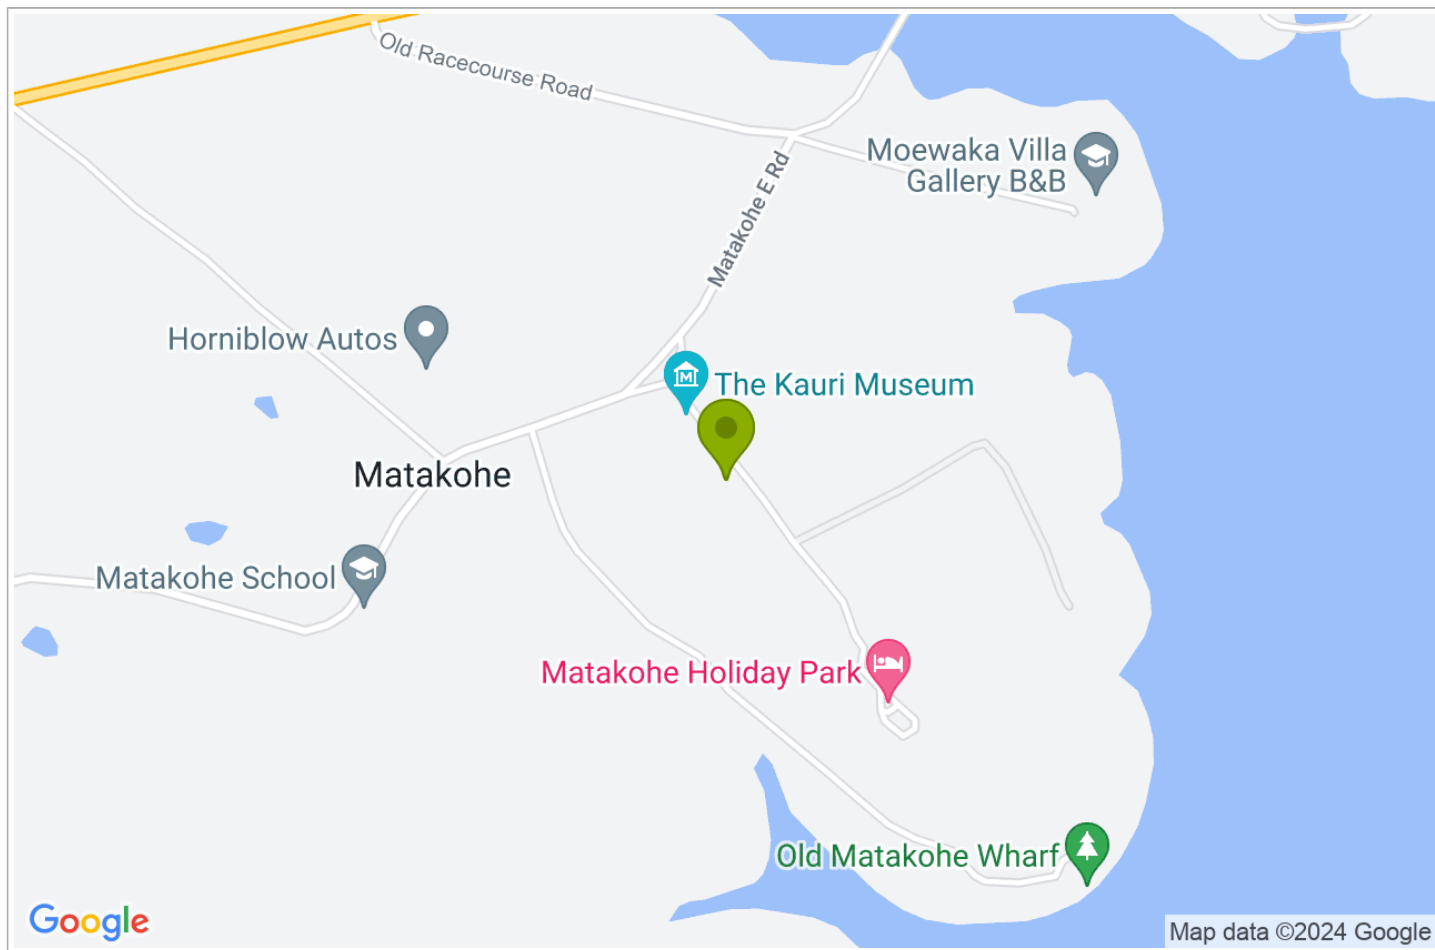 Old Racecourse Road
Moewaka Villa
Gallery B&B
Matakohe E Rd
Horniblow Autos
The Kauri Museum
Matakohe
Matakohe School
Matakohe Holiday Park
Old Matakohe Wharf
Google
Map data ©2024 Google